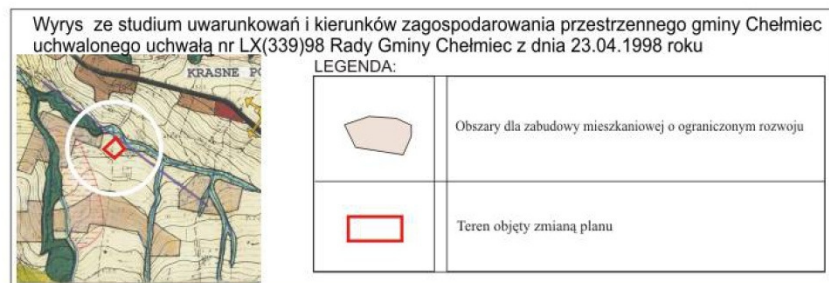 Wyrys ze studium uwarunkowań i kierunków zagospodarowania przestrzennego gminy Chełmiec
uchwalonego uchwałą nr LX(339)98 Rady Gminy Chełmiec z dnia 23.04.1998 roku
LEGENDA:
KRASNE PO
Obszary dla zabudowy mieszkaniowej o ograniczonym rozwoju
Teren objęty zmianą planu